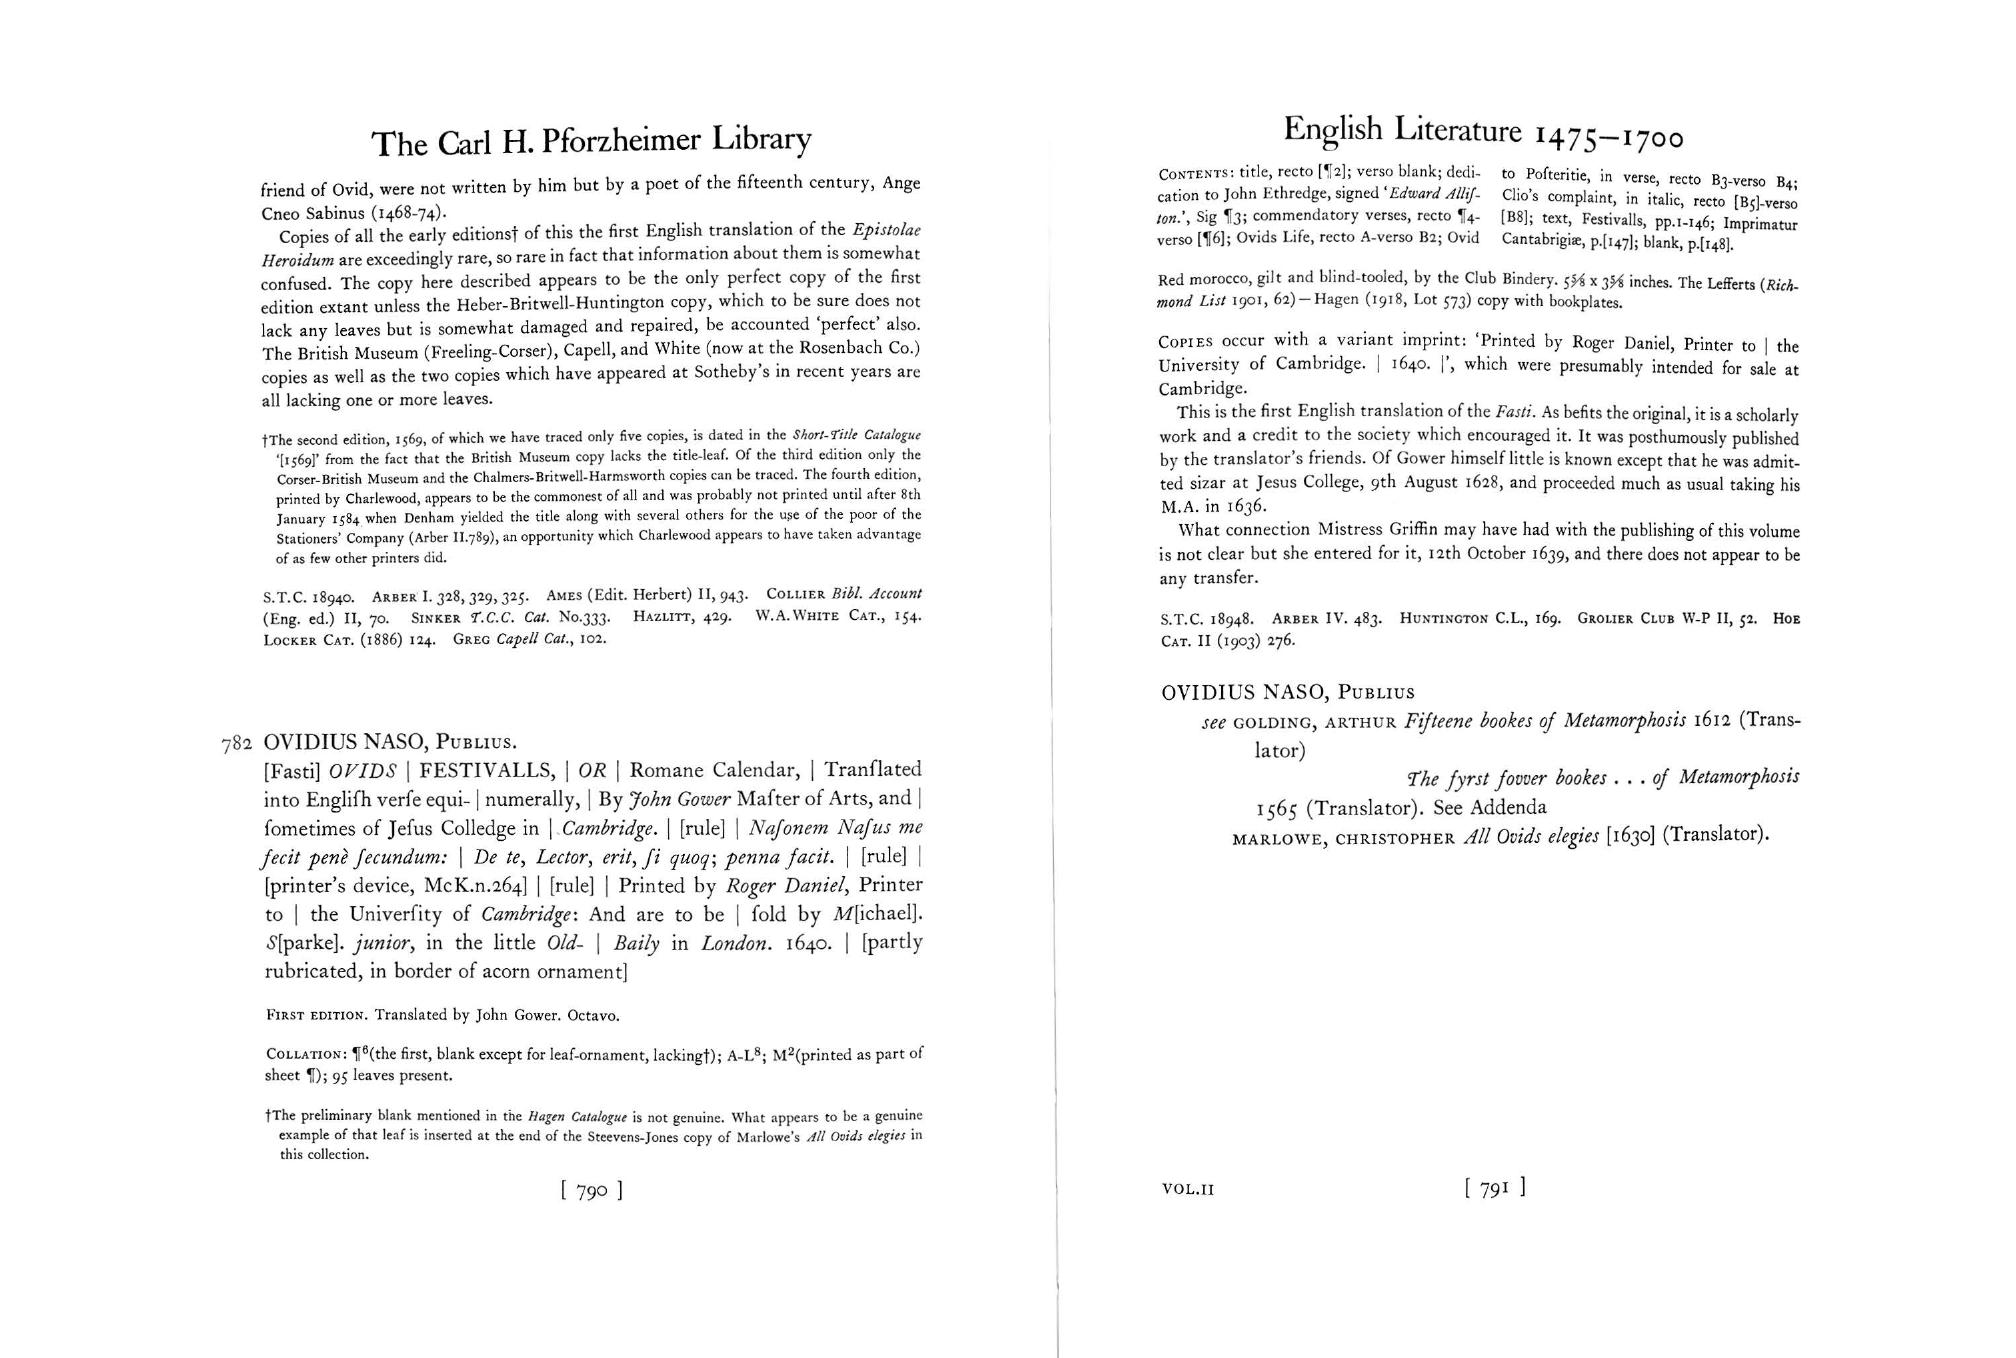 The Carl H. Pforzheimer Library
friend of Ovid, were not written by him but by a poet of the fifteenth century, Ange
Cneo Sabinus (1468-74).
Copies of all the early editions† of this the first English translation of the Epistolae
Heroidum are exceedingly rare, so rare in fact that information about them is somewhat
confused. The copy here described appears to be the only perfect copy of the first
edition extant unless the Heber-Britwell-Huntington copy, which to be sure does not
lack any leaves but is somewhat damaged and repaired, be accounted ‘perfect’ also.
The British Museum (Freeling-Corser), Capell, and White (now at the Rosenbach Co.)
copies as well as the two copies which have appeared at Sotheby’s in recent years are
all lacking one or more leaves.
†The second edition, 1569, of which we have traced only five copies, is dated in the Short-Title Catalogue
‘[1569]’ from the fact that the British Museum copy lacks the title-leaf. Of the third edition only the
Corser-British Museum and the Chalmers-Britwell-Harmsworth copies can be traced. The fourth edition,
printed by Charlewood, appears to be the commonest of all and was probably not printed until after 8th
January 1584 when Denham yielded the title along with several others for the use of the poor of the
Stationers’ Company (Arber II.789), an opportunity which Charlewood appears to have taken advantage
of as few other printers did.
S.T.C. 18940. Arber I. 328, 329, 325. Ames (Edit. Herbert) II, 943. Collier Bibl. Account
(Eng. ed.) II, 70. Sinker T.C.C. Cat. No.333. Hazlitt, 429. W.A.White Cat., 154.
Locker Cat. (1886) 124. Greg Capell Cat., 102.
782 OVIDIUS NASO, Publius.
[Fasti] OVIDS | FESTIVALLS, | OR | Romane Calendar, | Tranſlated
into Engliſh verſe equi- | numerally, | By John Gower Maſter of Arts, and |
ſometimes of Jeſus Colledge in | Cambridge. | [rule] | Naſonem Naſus me
fecit penè ſecundum: | De te, Lector, erit, ſi quoq; penna facit. | [rule] |
[printer’s device, McK.n.264] | [rule] | Printed by Roger Daniel, Printer
to | the Univerſity of Cambridge: And are to be | ſold by M[ichael].
S[parke]. junior, in the little Old- | Baily in London. 1640. | [partly
rubricated, in border of acorn ornament]
First edition. Translated by John Gower. Octavo.
Collation: ¶⁶(the first, blank except for leaf-ornament, lacking†); A-L⁸; M²(printed as part of
sheet ¶); 95 leaves present.
†The preliminary blank mentioned in the Hagen Catalogue is not genuine. What appears to be a genuine
example of that leaf is inserted at the end of the Steevens-Jones copy of Marlowe’s All Ovids elegies in
this collection.
[ 790 ]
English Literature 1475–1700
Contents: title, recto [¶2]; verso blank; dedi-
cation to John Ethredge, signed ‘Edward Alliſ-
ton.’, Sig ¶3; commendatory verses, recto ¶4-
verso [¶6]; Ovids Life, recto A-verso B2; Ovid
to Poſteritie, in verse, recto B3-verso B4;
Clio’s complaint, in italic, recto [B5]-verso
[B8]; text, Festivalls, pp.1-146; Imprimatur
Cantabrigiæ, p.[147]; blank, p.[148].
Red morocco, gilt and blind-tooled, by the Club Bindery. 5⅝ x 3⅝ inches. The Lefferts (Rich-
mond List 1901, 62)—Hagen (1918, Lot 573) copy with bookplates.
Copies occur with a variant imprint: ‘Printed by Roger Daniel, Printer to | the
University of Cambridge. | 1640. |’, which were presumably intended for sale at
Cambridge.
This is the first English translation of the Fasti. As befits the original, it is a scholarly
work and a credit to the society which encouraged it. It was posthumously published
by the translator’s friends. Of Gower himself little is known except that he was admit-
ted sizar at Jesus College, 9th August 1628, and proceeded much as usual taking his
M.A. in 1636.
What connection Mistress Griffin may have had with the publishing of this volume
is not clear but she entered for it, 12th October 1639, and there does not appear to be
any transfer.
S.T.C. 18948. Arber IV. 483. Huntington C.L., 169. Grolier Club W-P II, 52. Hoe
Cat. II (1903) 276.
OVIDIUS NASO, Publius
see GOLDING, ARTHUR Fifteene bookes of Metamorphosis 1612 (Trans-
lator)
The fyrst fovver bookes . . . of Metamorphosis
1565 (Translator). See Addenda
MARLOWE, CHRISTOPHER All Ovids elegies [1630] (Translator).
VOL.II
[ 791 ]